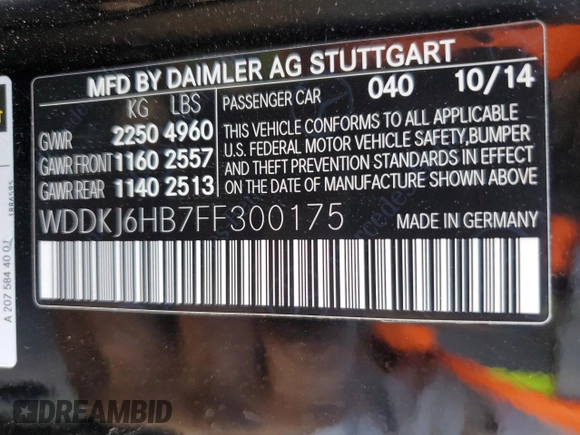 MFD BY DAIMLER AG STUTTGART
KG LBS
GVWR 2250 4960
GAWR FRONT 1160 2557
GAWR REAR 1140 2513
PASSENGER CAR 040 10/14
THIS VEHICLE CONFORMS TO ALL APPLICABLE
U.S. FEDERAL MOTOR VEHICLE SAFETY,BUMPER
AND THEFT PREVENTION STANDARDS IN EFFECT
ON THE DATE OF MANUFACTURE SHOWN ABOVE.
WDDKJ6HB7FF300175 MADE IN GERMANY
A 207 584 40 01
DREAMBID